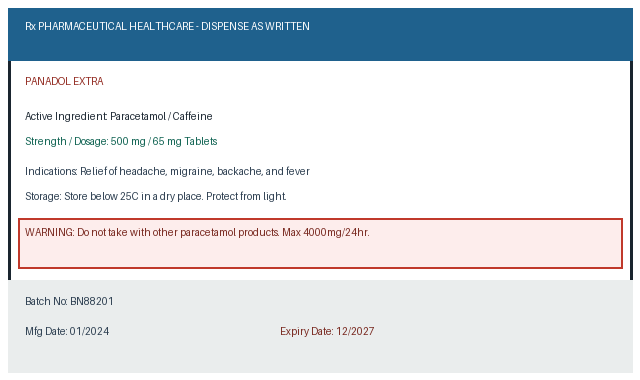 Rx PHARMACEUTICAL HEALTHCARE - DISPENSE AS WRITTEN
PANADOL EXTRA
Active Ingredient: Paracetamol / Caffeine
Strength / Dosage: 500 mg / 65 mg Tablets
Indications: Relief of headache, migraine, backache, and fever
Storage: Store below 25C in a dry place. Protect from light.
WARNING: Do not take with other paracetamol products. Max 4000mg/24hr.
Batch No: BN88201
Mfg Date: 01/2024 Expiry Date: 12/2027